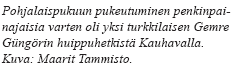 Pohjalaispukuun pukeutuminen penkinpai-
najaisia varten oli yksi turkkilaisen Gemre
Güngörin huippuhetkistä Kauhavalla.
Kuva: Maarit Tammisto.